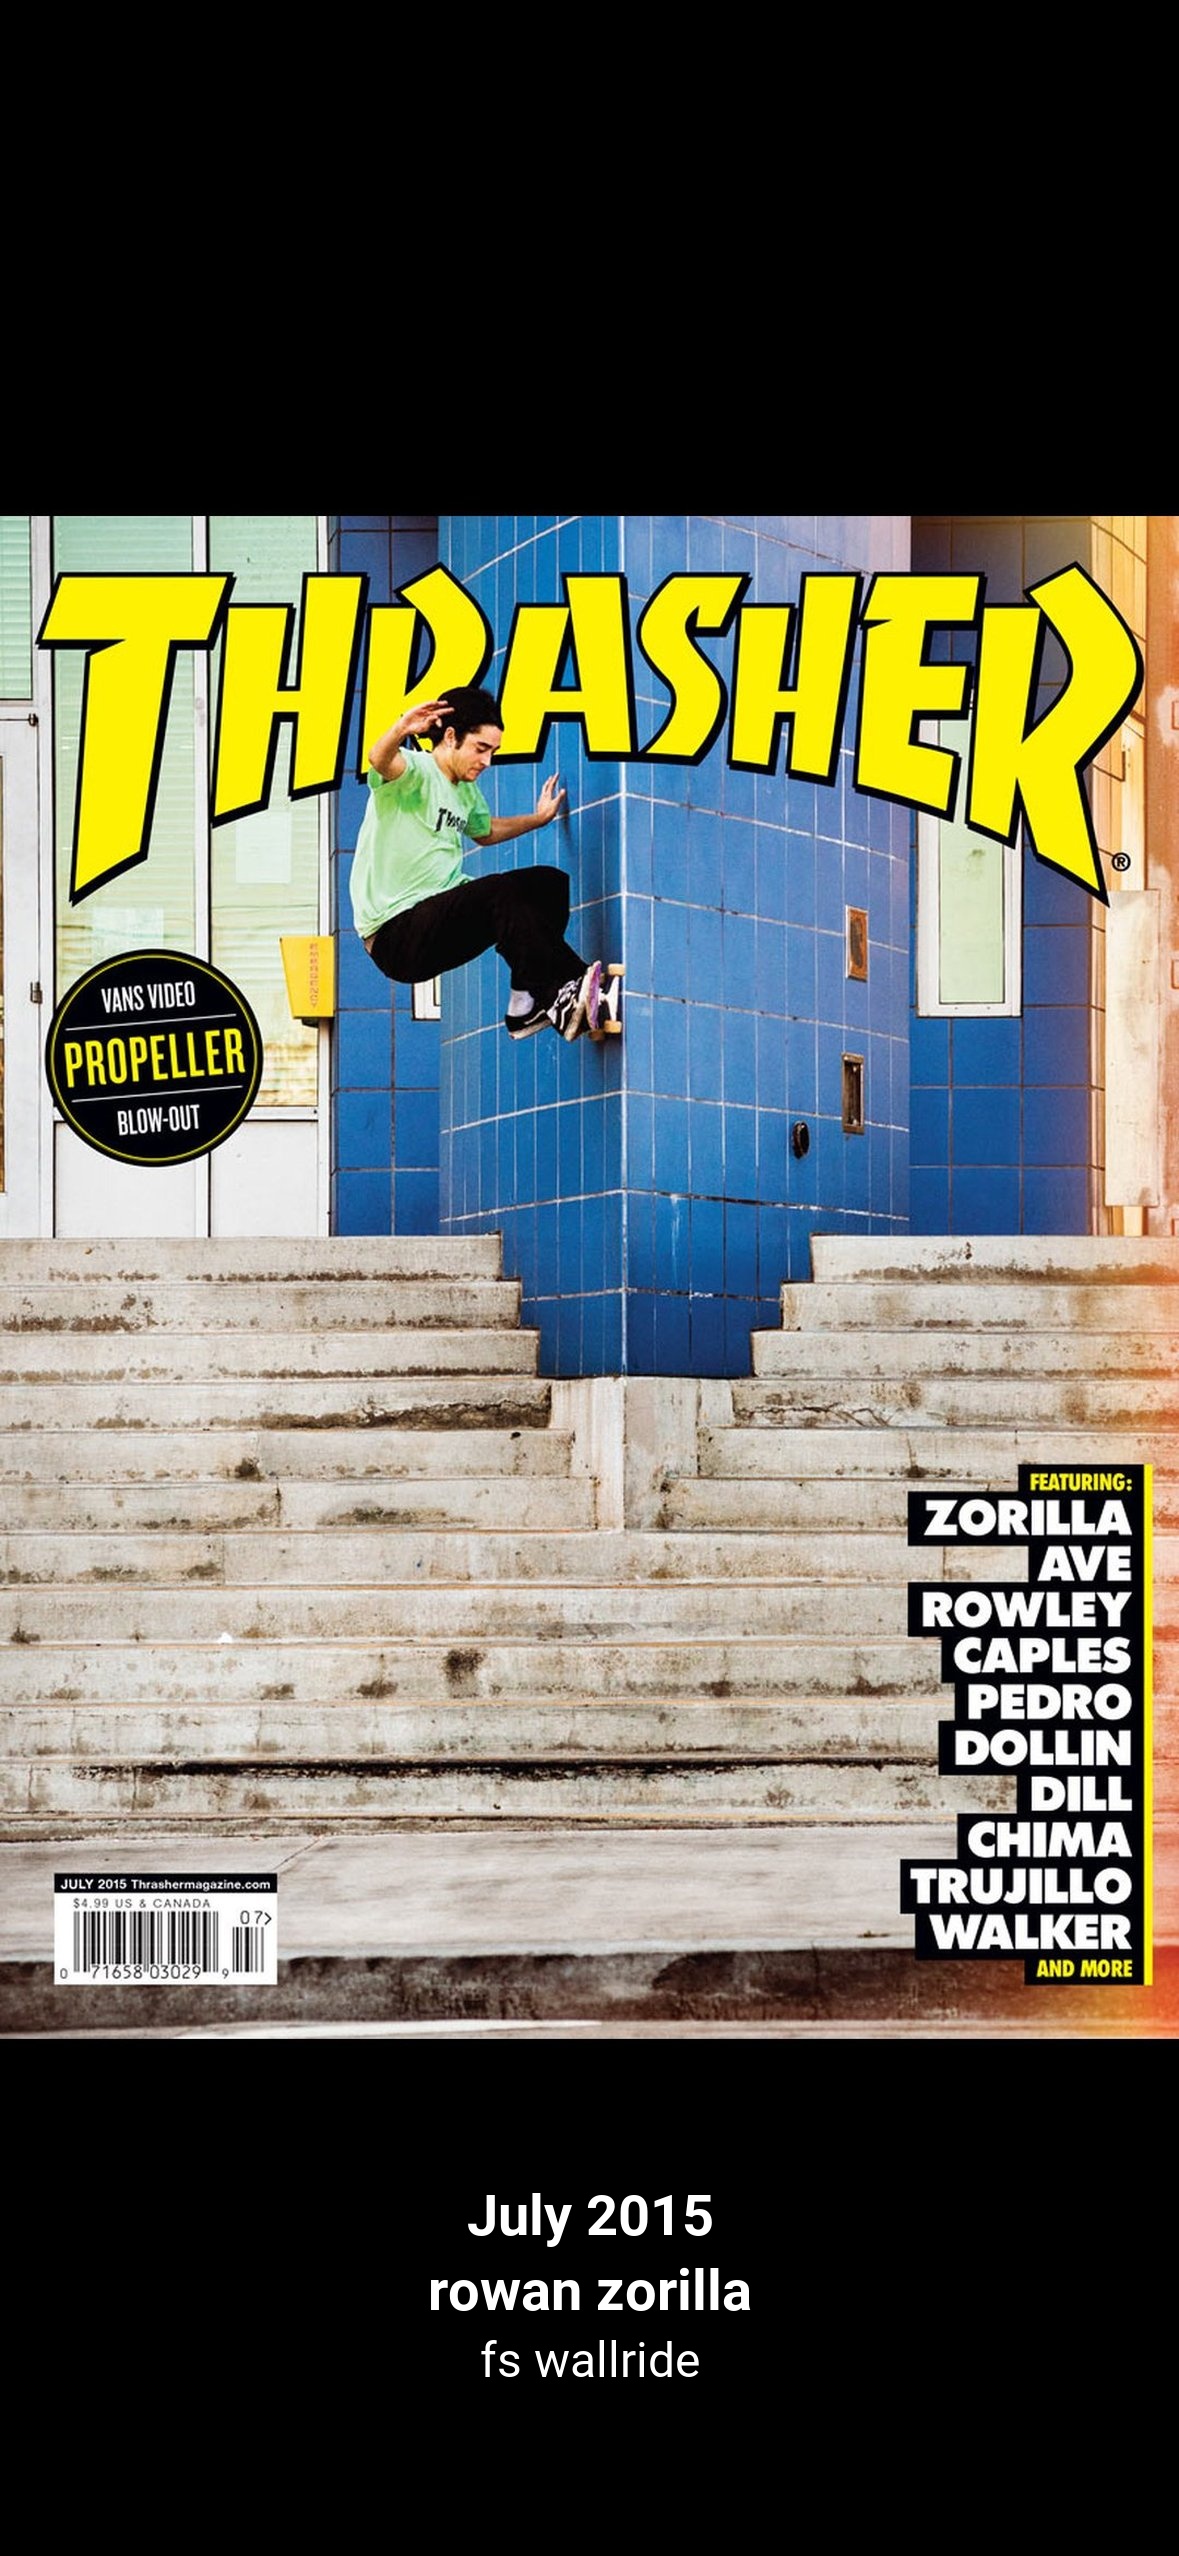 THRASHER®
EMERGENCY
VANS VIDEO
PROPELLER
BLOW-OUT
FEATURING:
ZORILLA
AVE
ROWLEY
CAPLES
PEDRO
DOLLIN
DILL
CHIMA
TRUJILLO
WALKER
AND MORE
JULY 2015 Thrashermagazine.com
$4.99 US & CANADA
07>
0 71658 03029 9
July 2015
rowan zorilla
fs wallride